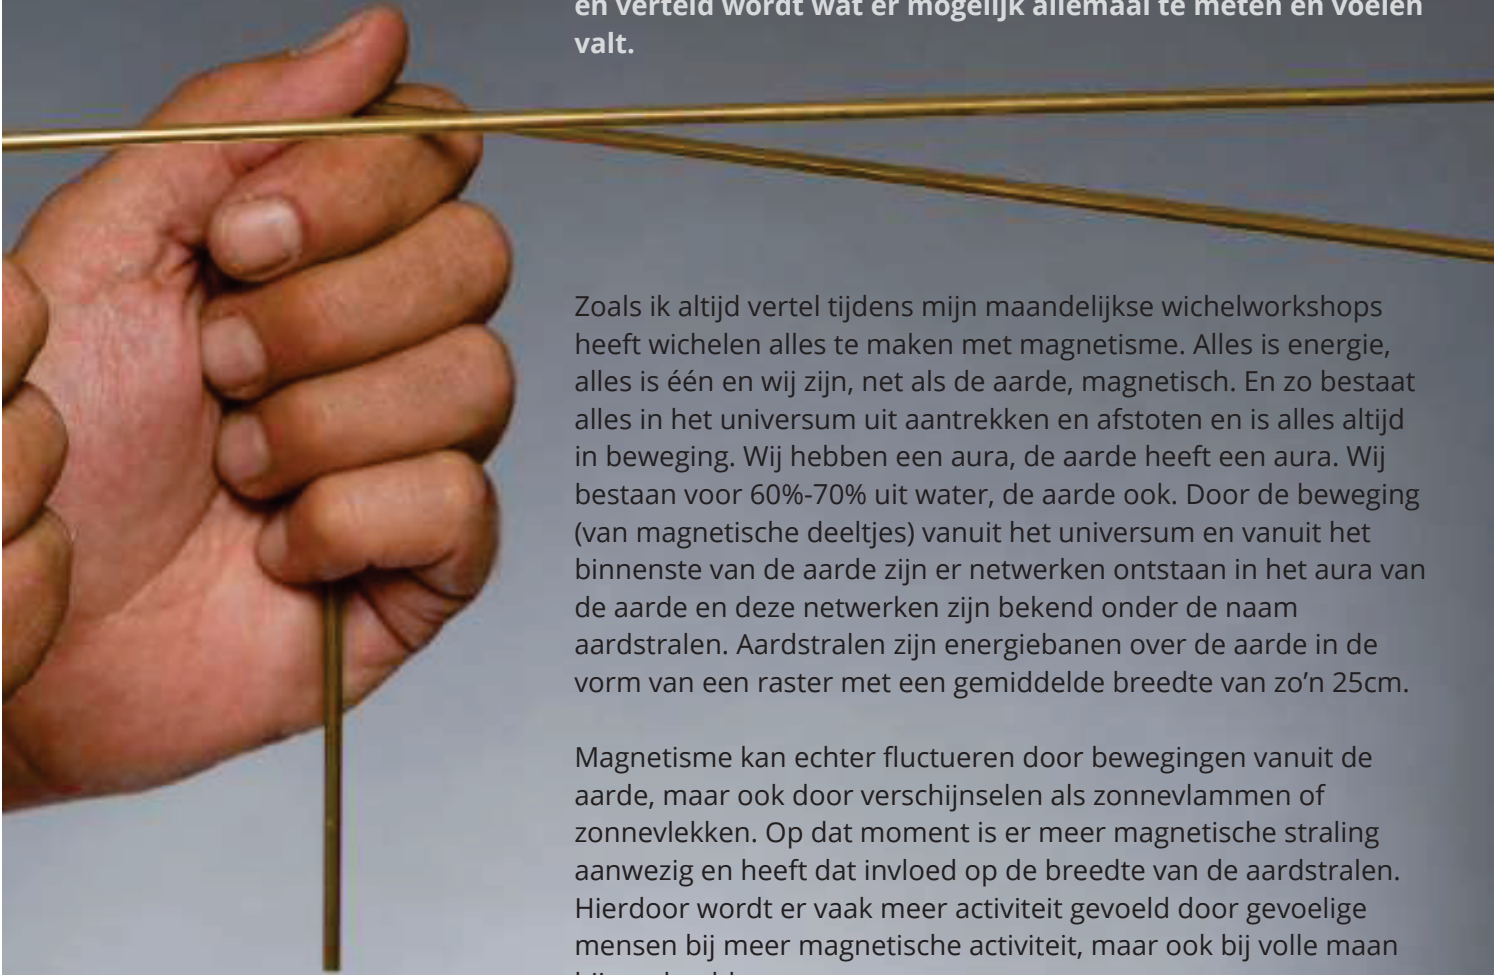 en verteld wordt wat er mogelijk allemaal te meten en voelen
valt.
Zoals ik altijd vertel tijdens mijn maandelijkse wichelworkshops
heeft wichelen alles te maken met magnetisme. Alles is energie,
alles is één en wij zijn, net als de aarde, magnetisch. En zo bestaat
alles in het universum uit aantrekken en afstoten en is alles altijd
in beweging. Wij hebben een aura, de aarde heeft een aura. Wij
bestaan voor 60%-70% uit water, de aarde ook. Door de beweging
(van magnetische deeltjes) vanuit het universum en vanuit het
binnenste van de aarde zijn er netwerken ontstaan in het aura van
de aarde en deze netwerken zijn bekend onder de naam
aardstralen. Aardstralen zijn energiebanen over de aarde in de
vorm van een raster met een gemiddelde breedte van zo’n 25cm.
Magnetisme kan echter fluctueren door bewegingen vanuit de
aarde, maar ook door verschijnselen als zonnevlammen of
zonnevlekken. Op dat moment is er meer magnetische straling
aanwezig en heeft dat invloed op de breedte van de aardstralen.
Hierdoor wordt er vaak meer activiteit gevoeld door gevoelige
mensen bij meer magnetische activiteit, maar ook bij volle maan